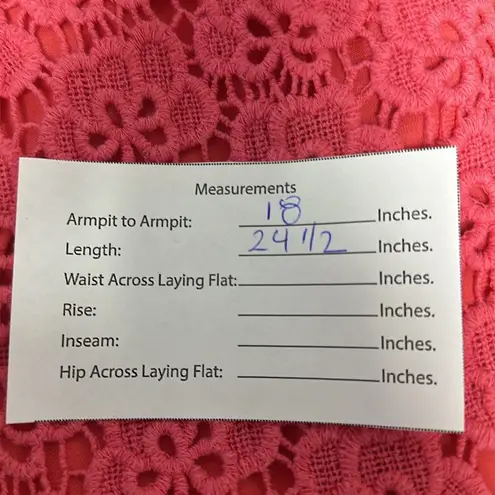 Measurements
Armpit to Armpit: 18 Inches.
Length: 24 1/2 Inches.
Waist Across Laying Flat: Inches.
Rise: Inches.
Inseam: Inches.
Hip Across Laying Flat: Inches.